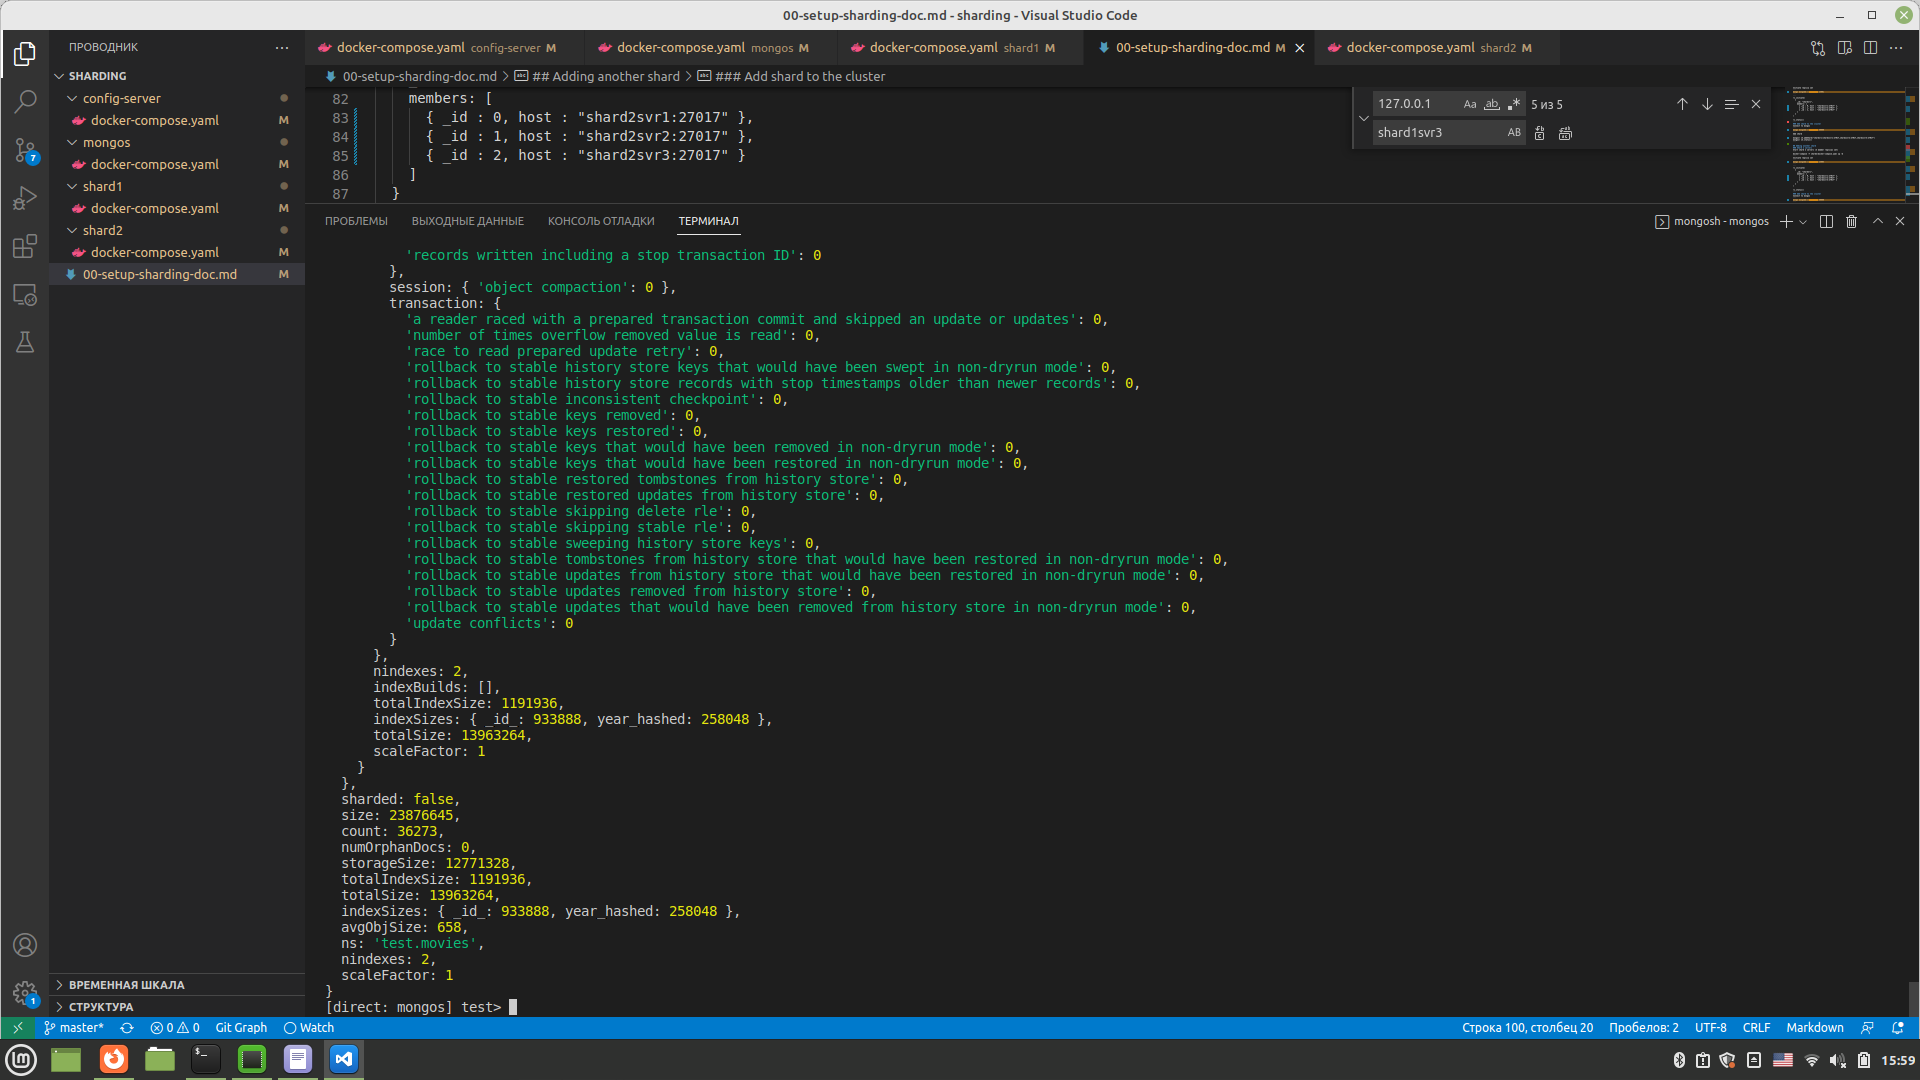 00-setup-sharding-doc.md - sharding - Visual Studio Code
ПРОВОДНИК
SHARDING
config-server
docker-compose.yaml M
mongos
docker-compose.yaml M
shard1
docker-compose.yaml M
shard2
docker-compose.yaml M
00-setup-sharding-doc.md M
ВРЕМЕННАЯ ШКАЛА
СТРУКТУРА
7
1
docker-compose.yaml config-server M
docker-compose.yaml mongos M
docker-compose.yaml shard1 M
00-setup-sharding-doc.md M
docker-compose.yaml shard2 M
00-setup-sharding-doc.md > ## Adding another shard > ### Add shard to the cluster
82 members: [
83 { _id : 0, host : "shard2svr1:27017" },
84 { _id : 1, host : "shard2svr2:27017" },
85 { _id : 2, host : "shard2svr3:27017" }
86 ]
87 }
127.0.0.1 Aa ab .* 5 из 5
shard1svr3 AB
ПРОБЛЕМЫ ВЫХОДНЫЕ ДАННЫЕ КОНСОЛЬ ОТЛАДКИ ТЕРМИНАЛ
mongosh - mongos
'records written including a stop transaction ID': 0
},
session: { 'object compaction': 0 },
transaction: {
'a reader raced with a prepared transaction commit and skipped an update or updates': 0,
'number of times overflow removed value is read': 0,
'race to read prepared update retry': 0,
'rollback to stable history store keys that would have been swept in non-dryrun mode': 0,
'rollback to stable history store records with stop timestamps older than newer records': 0,
'rollback to stable inconsistent checkpoint': 0,
'rollback to stable keys removed': 0,
'rollback to stable keys restored': 0,
'rollback to stable keys that would have been removed in non-dryrun mode': 0,
'rollback to stable keys that would have been restored in non-dryrun mode': 0,
'rollback to stable restored tombstones from history store': 0,
'rollback to stable restored updates from history store': 0,
'rollback to stable skipping delete rle': 0,
'rollback to stable skipping stable rle': 0,
'rollback to stable sweeping history store keys': 0,
'rollback to stable tombstones from history store that would have been restored in non-dryrun mode': 0,
'rollback to stable updates from history store that would have been restored in non-dryrun mode': 0,
'rollback to stable updates removed from history store': 0,
'rollback to stable updates that would have been removed from history store in non-dryrun mode': 0,
'update conflicts': 0
}
},
nindexes: 2,
indexBuilds: [],
totalIndexSize: 1191936,
indexSizes: { _id_: 933888, year_hashed: 258048 },
totalSize: 13963264,
scaleFactor: 1
}
},
sharded: false,
size: 23876645,
count: 36273,
numOrphanDocs: 0,
storageSize: 12771328,
totalIndexSize: 1191936,
totalSize: 13963264,
indexSizes: { _id_: 933888, year_hashed: 258048 },
avgObjSize: 658,
ns: 'test.movies',
nindexes: 2,
scaleFactor: 1
}
[direct: mongos] test>
master* 0 0 Git Graph Watch
Строка 100, столбец 20 Пробелов: 2 UTF-8 CRLF Markdown
15:59